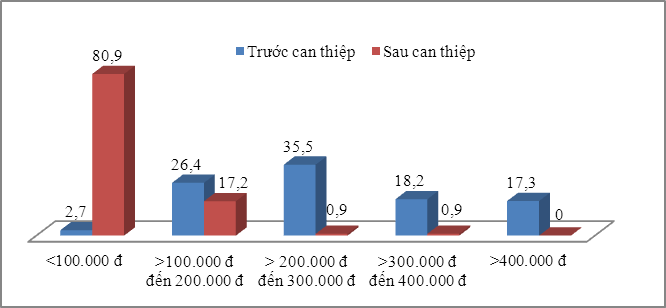 Trước can thiệp Sau can thiệp
80,9
35,5
26,4
17,2
18,2
17,3
2,7
0,9
0,9
0
<100.000 đ
>100.000 đ
đến 200.000 đ
> 200.000 đ
đến 300.000 đ
>300.000 đ
đến 400.000 đ
>400.000 đ